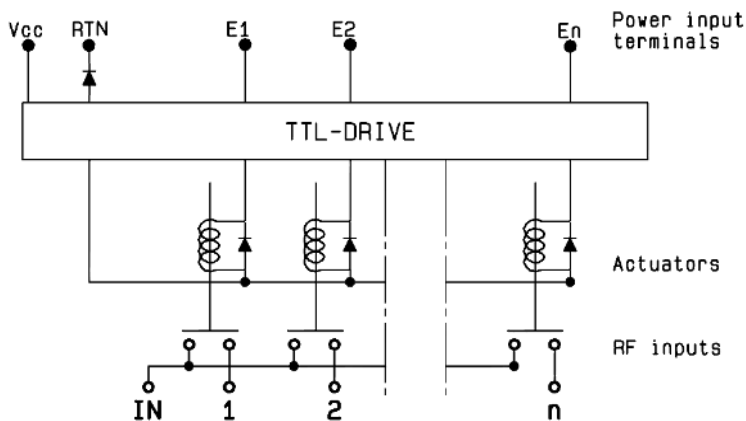 Vcc RTN E1 E2 En Power input
terminals
TTL-DRIVE
Actuators
RF inputs
IN 1 2 n